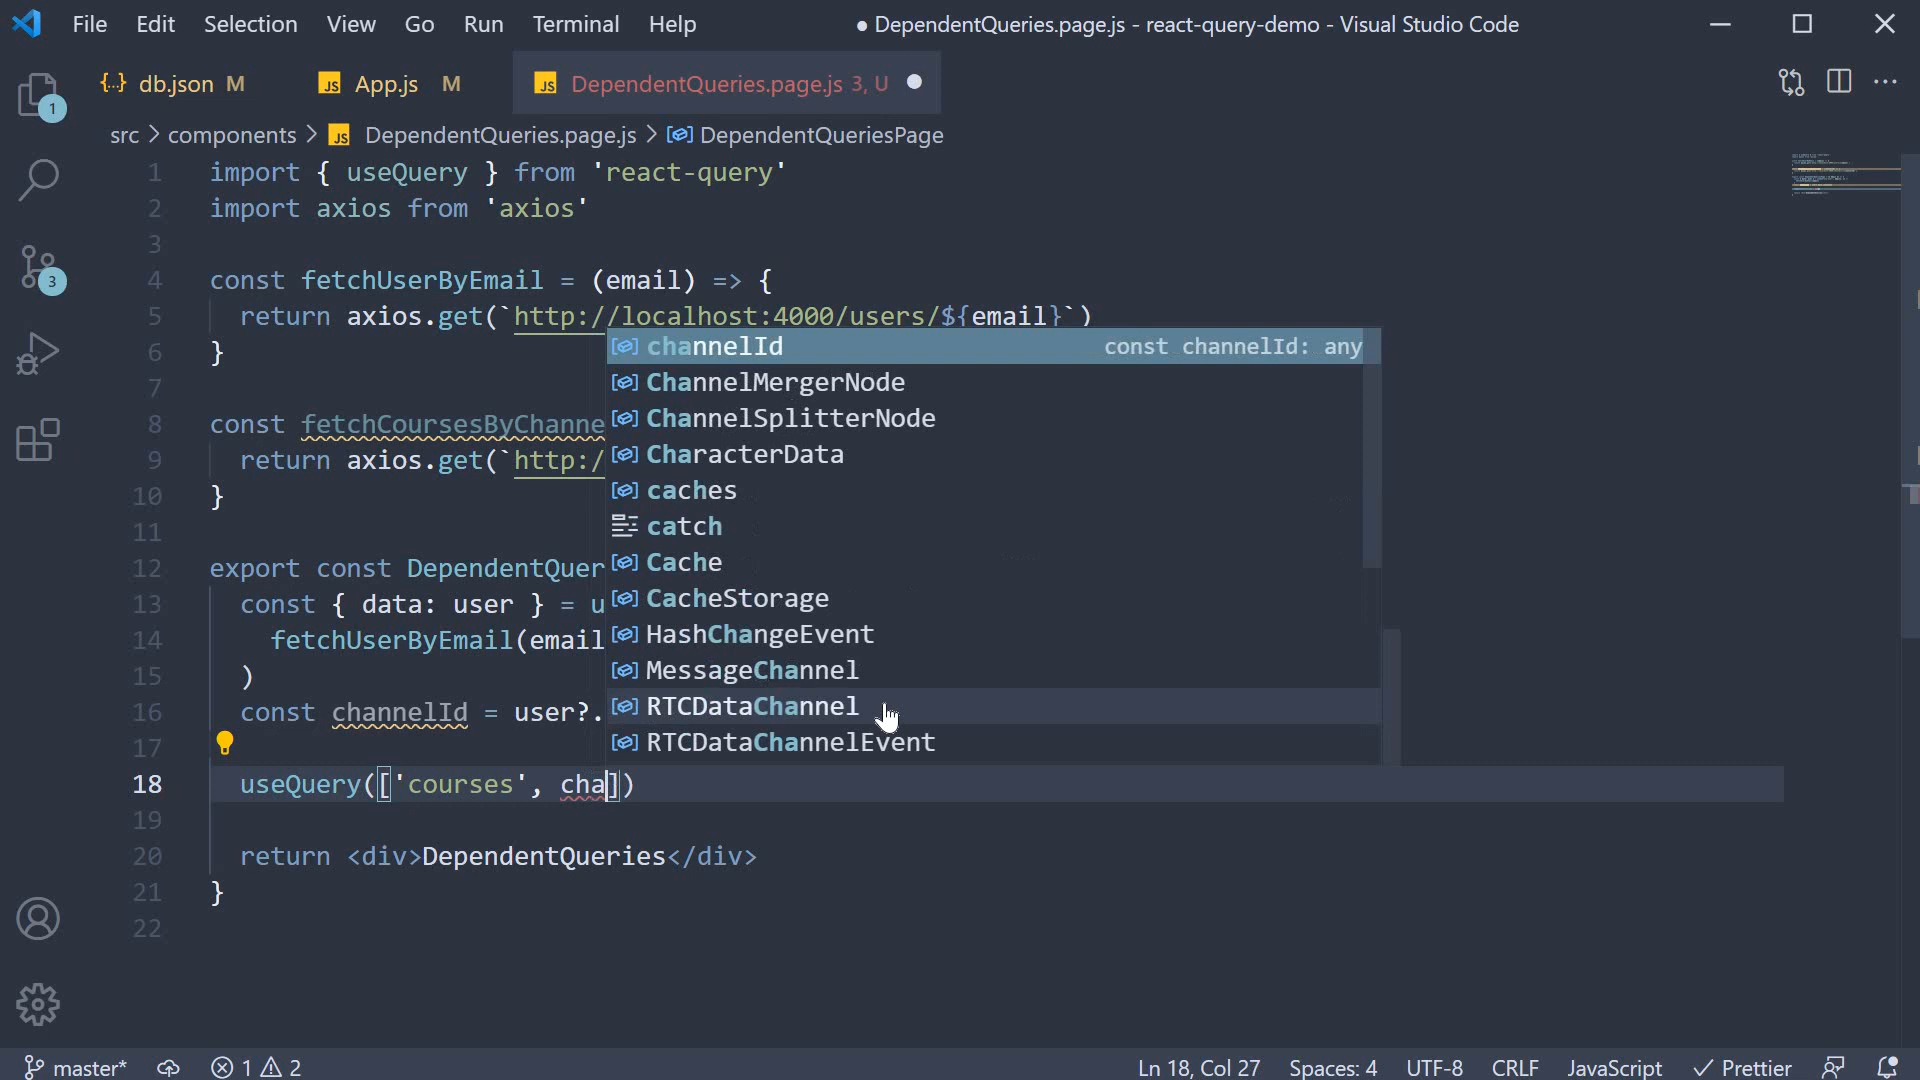 File Edit Selection View Go Run Terminal Help ● DependentQueries.page.js - react-query-demo - Visual Studio Code
{..} db.json M JS App.js M JS DependentQueries.page.js 3, U
src > components > JS DependentQueries.page.js > DependentQueriesPage
1 import { useQuery } from 'react-query'
2 import axios from 'axios'
3
4 const fetchUserByEmail = (email) => {
5 return axios.get(`http://localhost:4000/users/${email}`)
6 }
7
8 const fetchCoursesByChanne
9 return axios.get(`http:/
10 }
11
12 export const DependentQuer
13 const { data: user } = u
14 fetchUserByEmail(email
15 )
16 const channelId = user?.
17
18 useQuery(['courses', cha])
19
20 return <div>DependentQueries</div>
21 }
22
channelId const channelId: any
ChannelMergerNode
ChannelSplitterNode
CharacterData
caches
catch
Cache
CacheStorage
HashChangeEvent
MessageChannel
RTCDataChannel
RTCDataChannelEvent
1
3
master* 1 2 Ln 18, Col 27 Spaces: 4 UTF-8 CRLF JavaScript ✓ Prettier